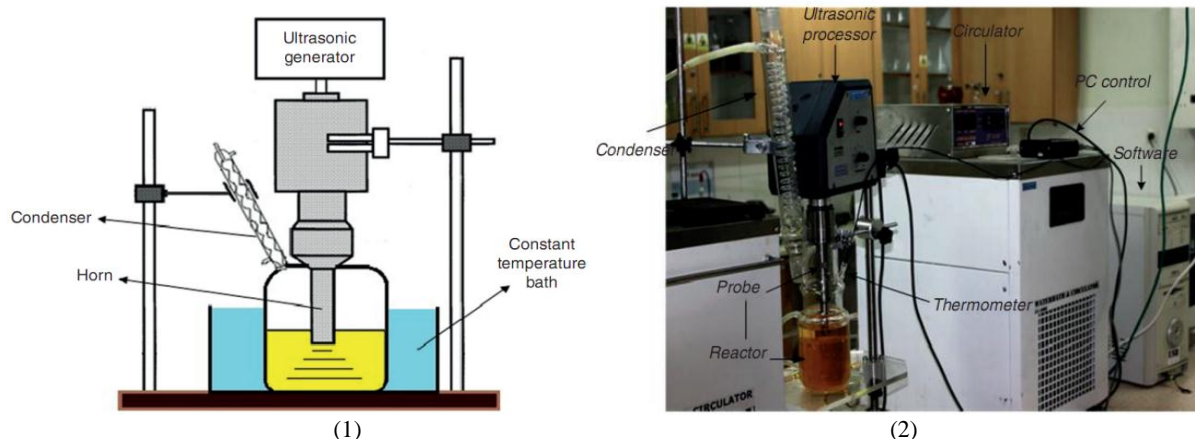 Ultrasonic
generator
Condenser
Horn
Constant
temperature
bath
(1)
Ultrasonic
processor
Circulator
PC control
Condenser
Software
Probe
Thermometer
Reactor
CIRCULATOR
(2)